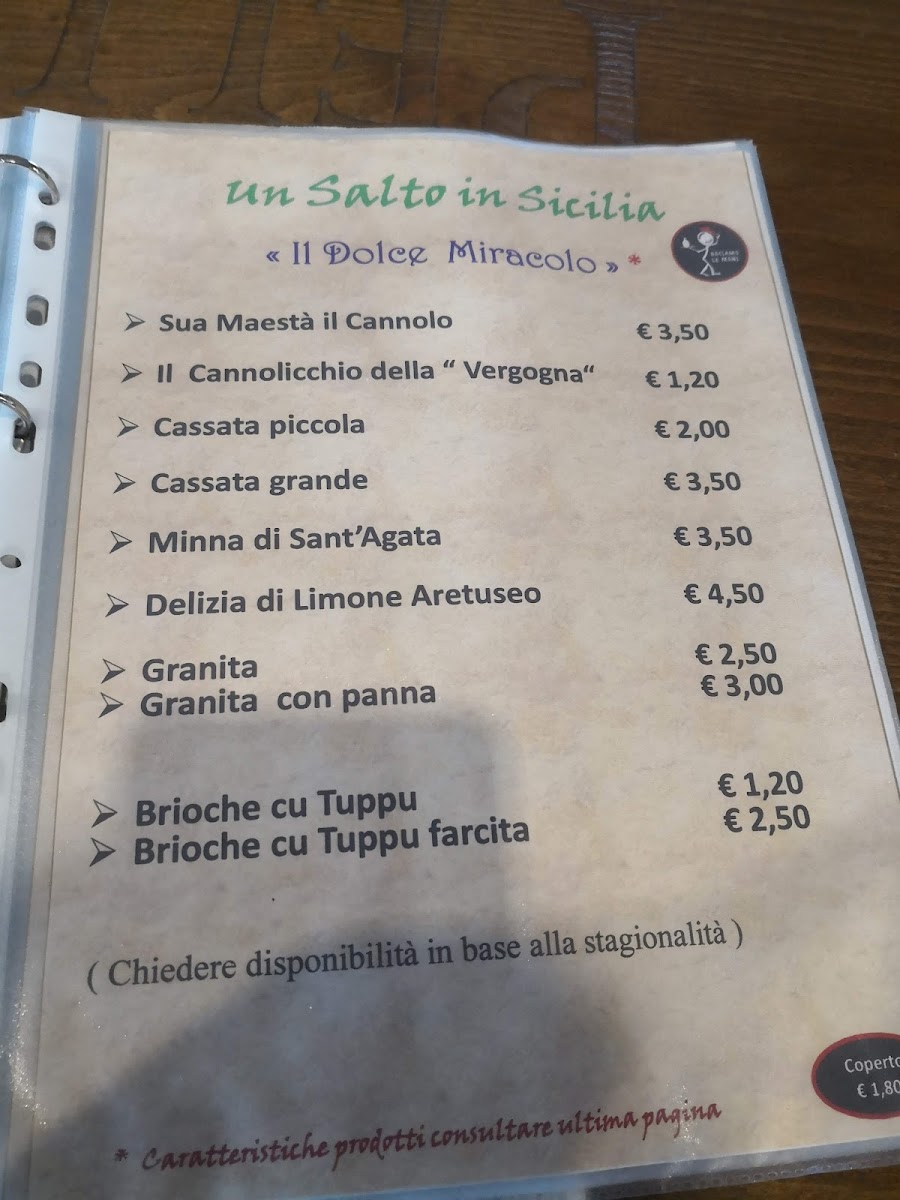 un Salto in Sicilia
« Il Dolce Miracolo » *
➢ Sua Maestà il Cannolo € 3,50
➢ Il Cannolicchio della “ Vergogna“ € 1,20
➢ Cassata piccola € 2,00
➢ Cassata grande € 3,50
➢ Minna di Sant’Agata € 3,50
➢ Delizia di Limone Aretuseo € 4,50
➢ Granita € 2,50
➢ Granita con panna € 3,00
➢ Brioche cu Tuppu € 1,20
➢ Brioche cu Tuppu farcita € 2,50
( Chiedere disponibilità in base alla stagionalità )
Coperto
€ 1,80
* Caratteristiche prodotti consultare ultima pagina